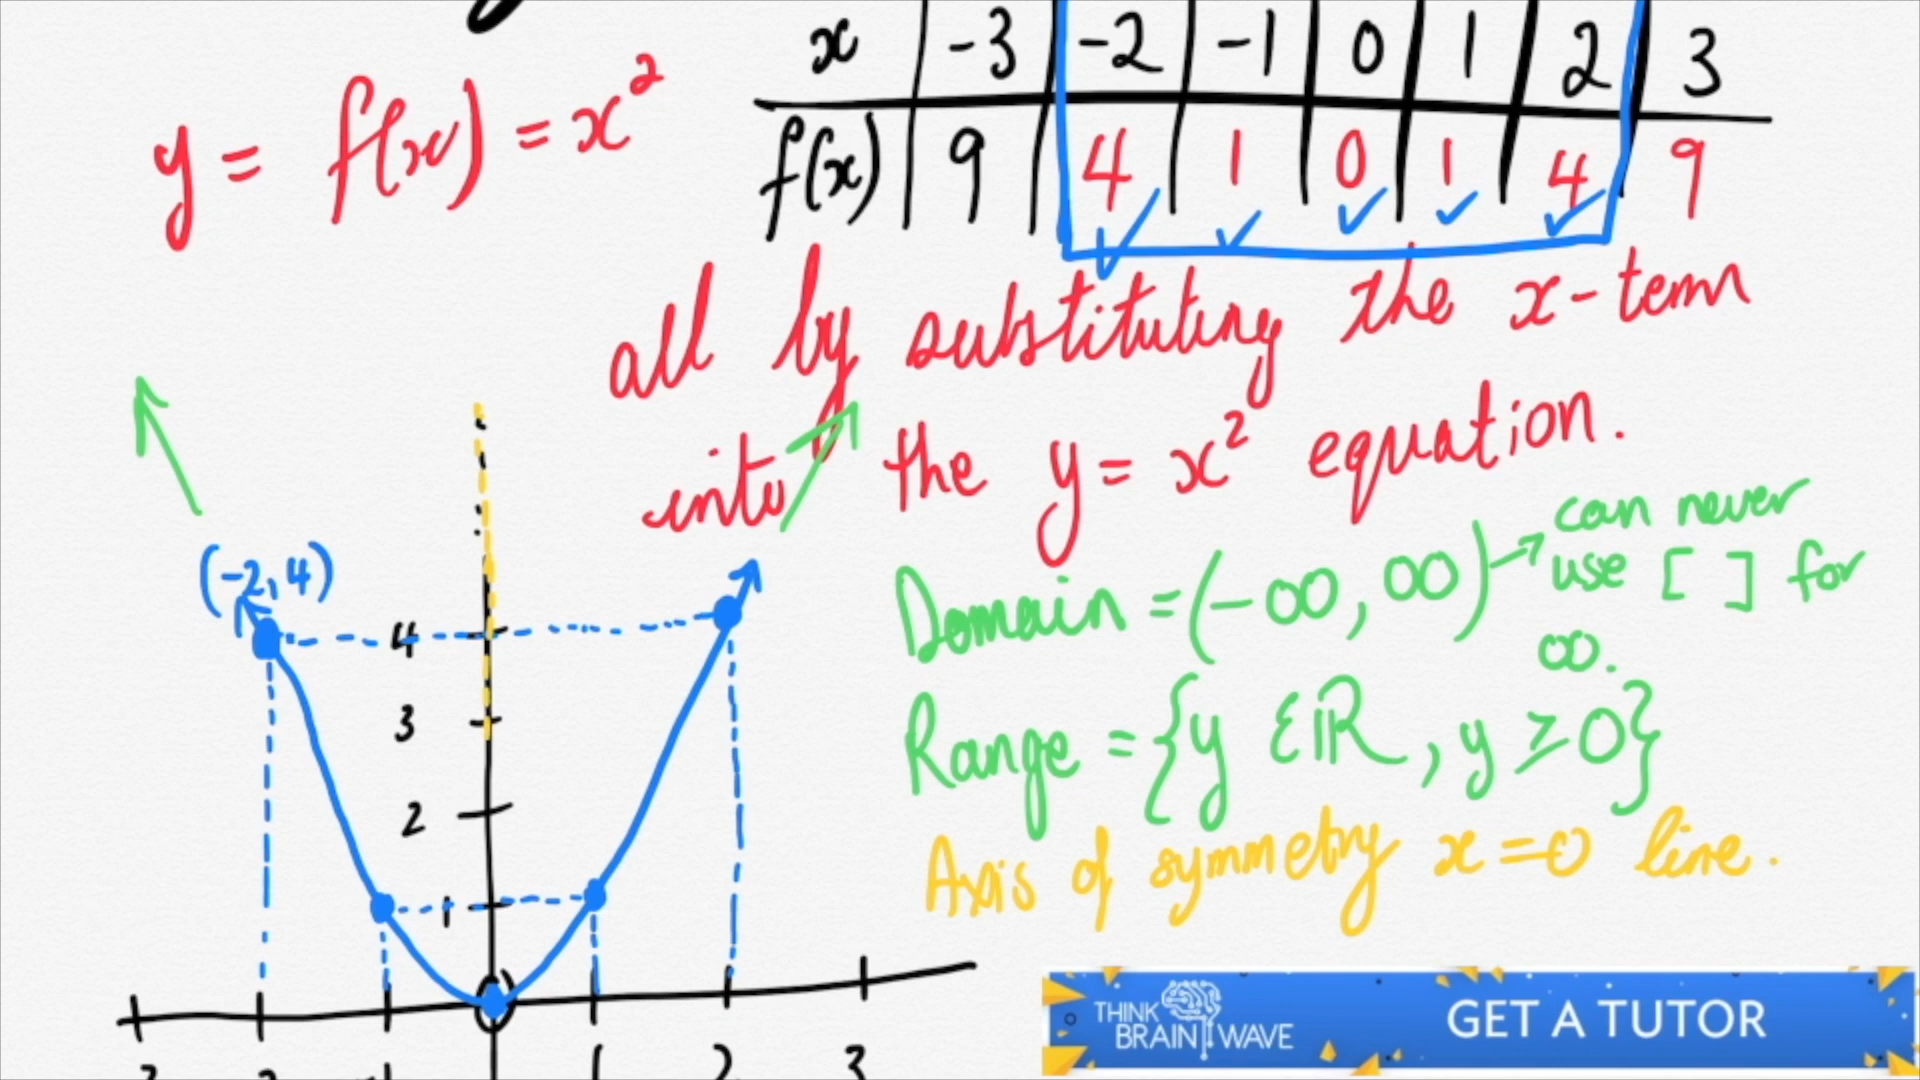 x -3 -2 -1 0 1 2 3
y = f(x) = x²
f(x) 9 4 1 0 1 4 9
all by substituting the x-term
into the y = x² equation.
can never
Domain = (-∞, ∞) → use [ ] for
∞.
(-2, 4)
4
Range = {y ∈ ℝ, y ≥ 0}
3
2
Axis of symmetry x = 0 line.
1
THINK
BRAINWAVE
GET A TUTOR
1 2 3